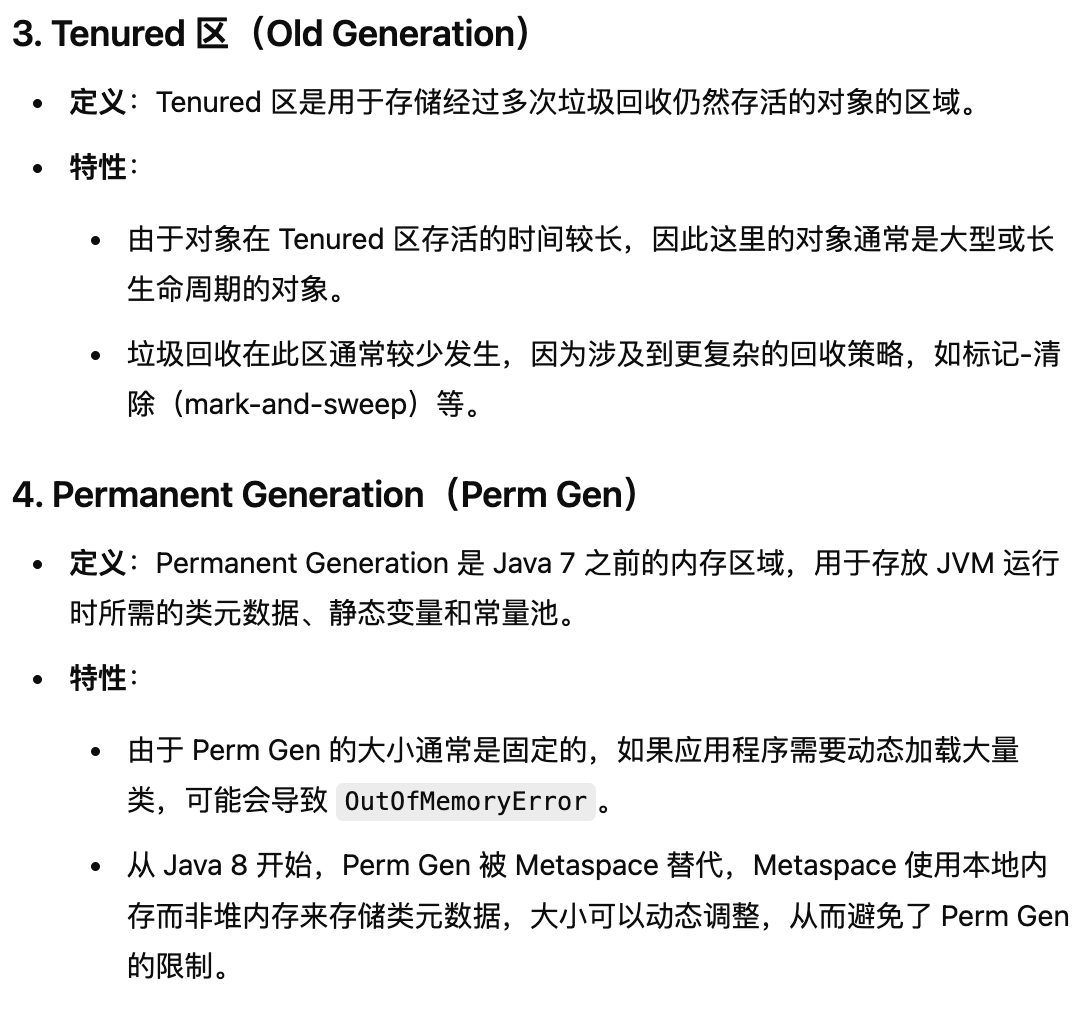 3. Tenured 区（Old Generation）
• 定义：Tenured 区是用于存储经过多次垃圾回收仍然存活的对象的区域。
• 特性：
• 由于对象在 Tenured 区存活的时间较长，因此这里的对象通常是大型或长
生命周期的对象。
• 垃圾回收在此区通常较少发生，因为涉及到更复杂的回收策略，如标记-清
除（mark-and-sweep）等。
4. Permanent Generation（Perm Gen）
• 定义：Permanent Generation 是 Java 7 之前的内存区域，用于存放 JVM 运行
时所需的类元数据、静态变量和常量池。
• 特性：
• 由于 Perm Gen 的大小通常是固定的，如果应用程序需要动态加载大量
类，可能会导致 OutOfMemoryError。
• 从 Java 8 开始，Perm Gen 被 Metaspace 替代，Metaspace 使用本地内
存而非堆内存来存储类元数据，大小可以动态调整，从而避免了 Perm Gen
的限制。